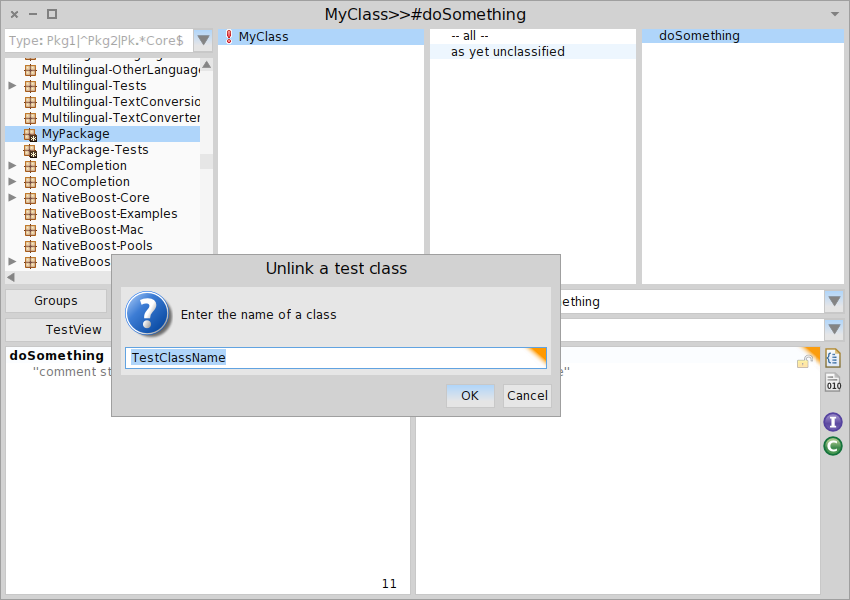 MyClass>>#doSomething
Type: Pkg1|^Pkg2|Pk.*Core$
Multilingual-OtherLanguage
Multilingual-Tests
Multilingual-TextConversio
Multilingual-TextConverter
MyPackage
MyPackage-Tests
NECompletion
NOCompletion
NativeBoost-Core
NativeBoost-Examples
NativeBoost-Mac
NativeBoost-Pools
NativeBoos
MyClass
-- all --
as yet unclassified
doSomething
Groups
ething
TestView
Unlink a test class
Enter the name of a class
TestClassName
OK
Cancel
doSomething
"comment st
e"
010
I
C
11